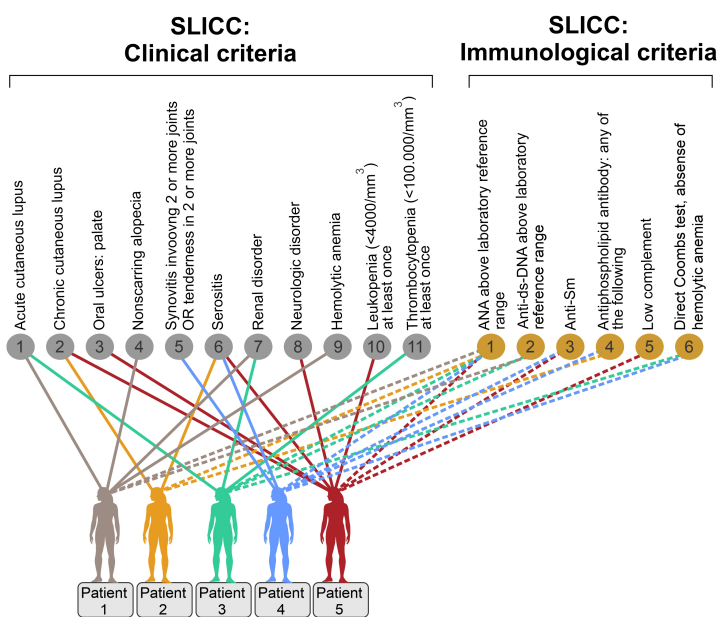 SLICC:
Clinical criteria
SLICC:
Immunological criteria
Acute cutaneous lupus
Chronic cutaneous lupus
Oral ulcers: palate
Nonscarring alopecia
Synovitis invoovng 2 or more joints
OR tenderness in 2 or more joints
Serositis
Renal disorder
Neurologic disorder
Hemolytic anemia
Leukopenia (<4000/mm3)
at least once
Thrombocytopenia (<100.000/mm3)
at least once
ANA above laboratory reference
range
Anti-ds-DNA above laboratory
reference range
Anti-Sm
Antiphospholipid antibody: any of
the following
Low complement
Direct Coombs test, absense of
hemolytic anemia
1 2 3 4 5 6 7 8 9 10 11 1 2 3 4 5 6
Patient
1
Patient
2
Patient
3
Patient
4
Patient
5